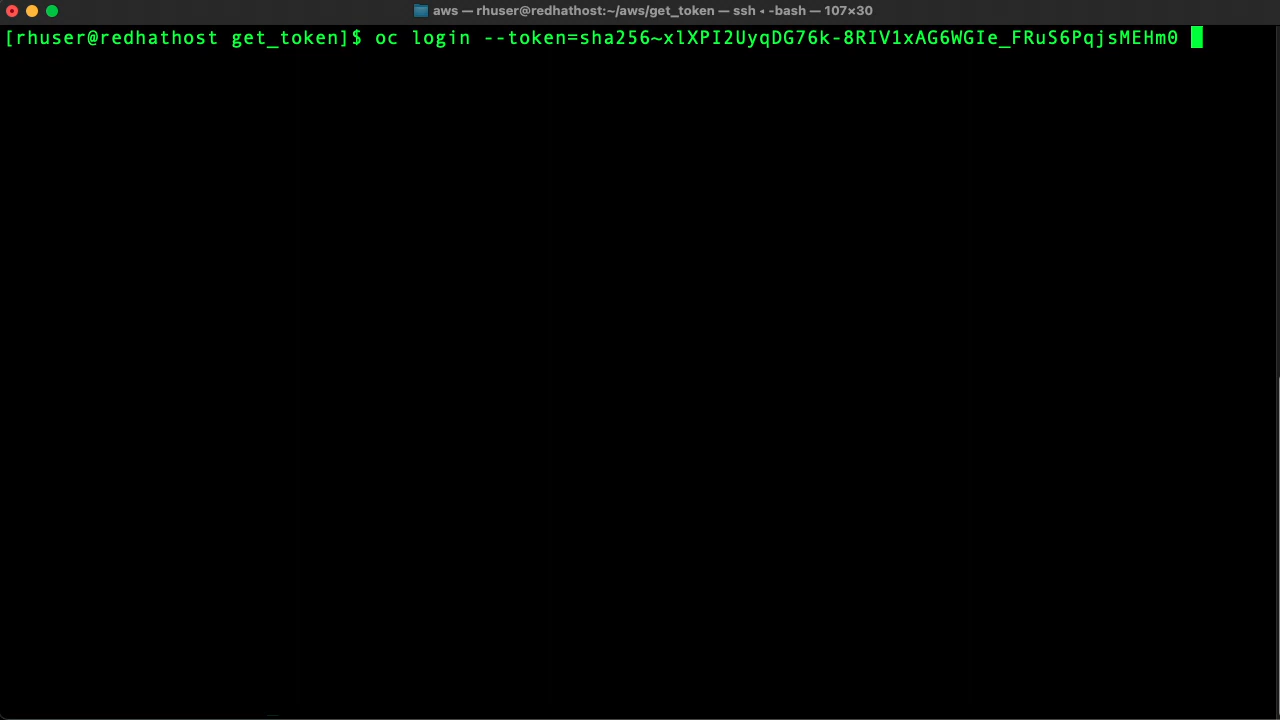 aws — rhuser@redhathost:~/aws/get_token — ssh ◂ -bash — 107×30
[rhuser@redhathost get_token]$ oc login --token=sha256~xlXPI2UyqDG76k-8RIV1xAG6WGIe_FRuS6PqjsMEHm0